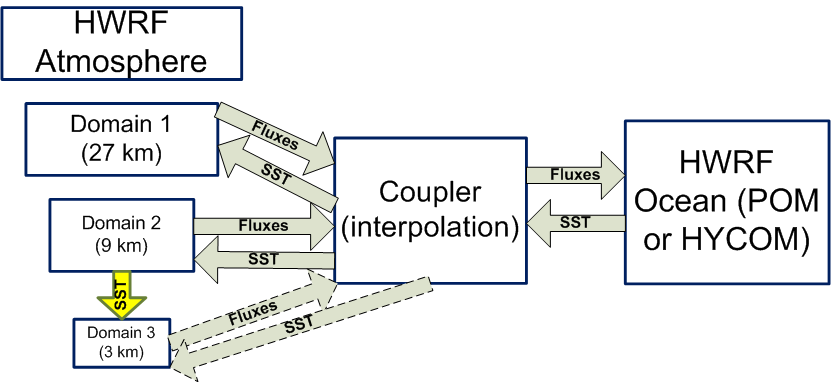 HWRF
Atmosphere
Domain 1
(27 km)
Fluxes
SST
Domain 2
(9 km)
Fluxes
SST
SST
Domain 3
(3 km)
Fluxes
SST
Coupler
(interpolation)
Fluxes
SST
HWRF
Ocean (POM
or HYCOM)